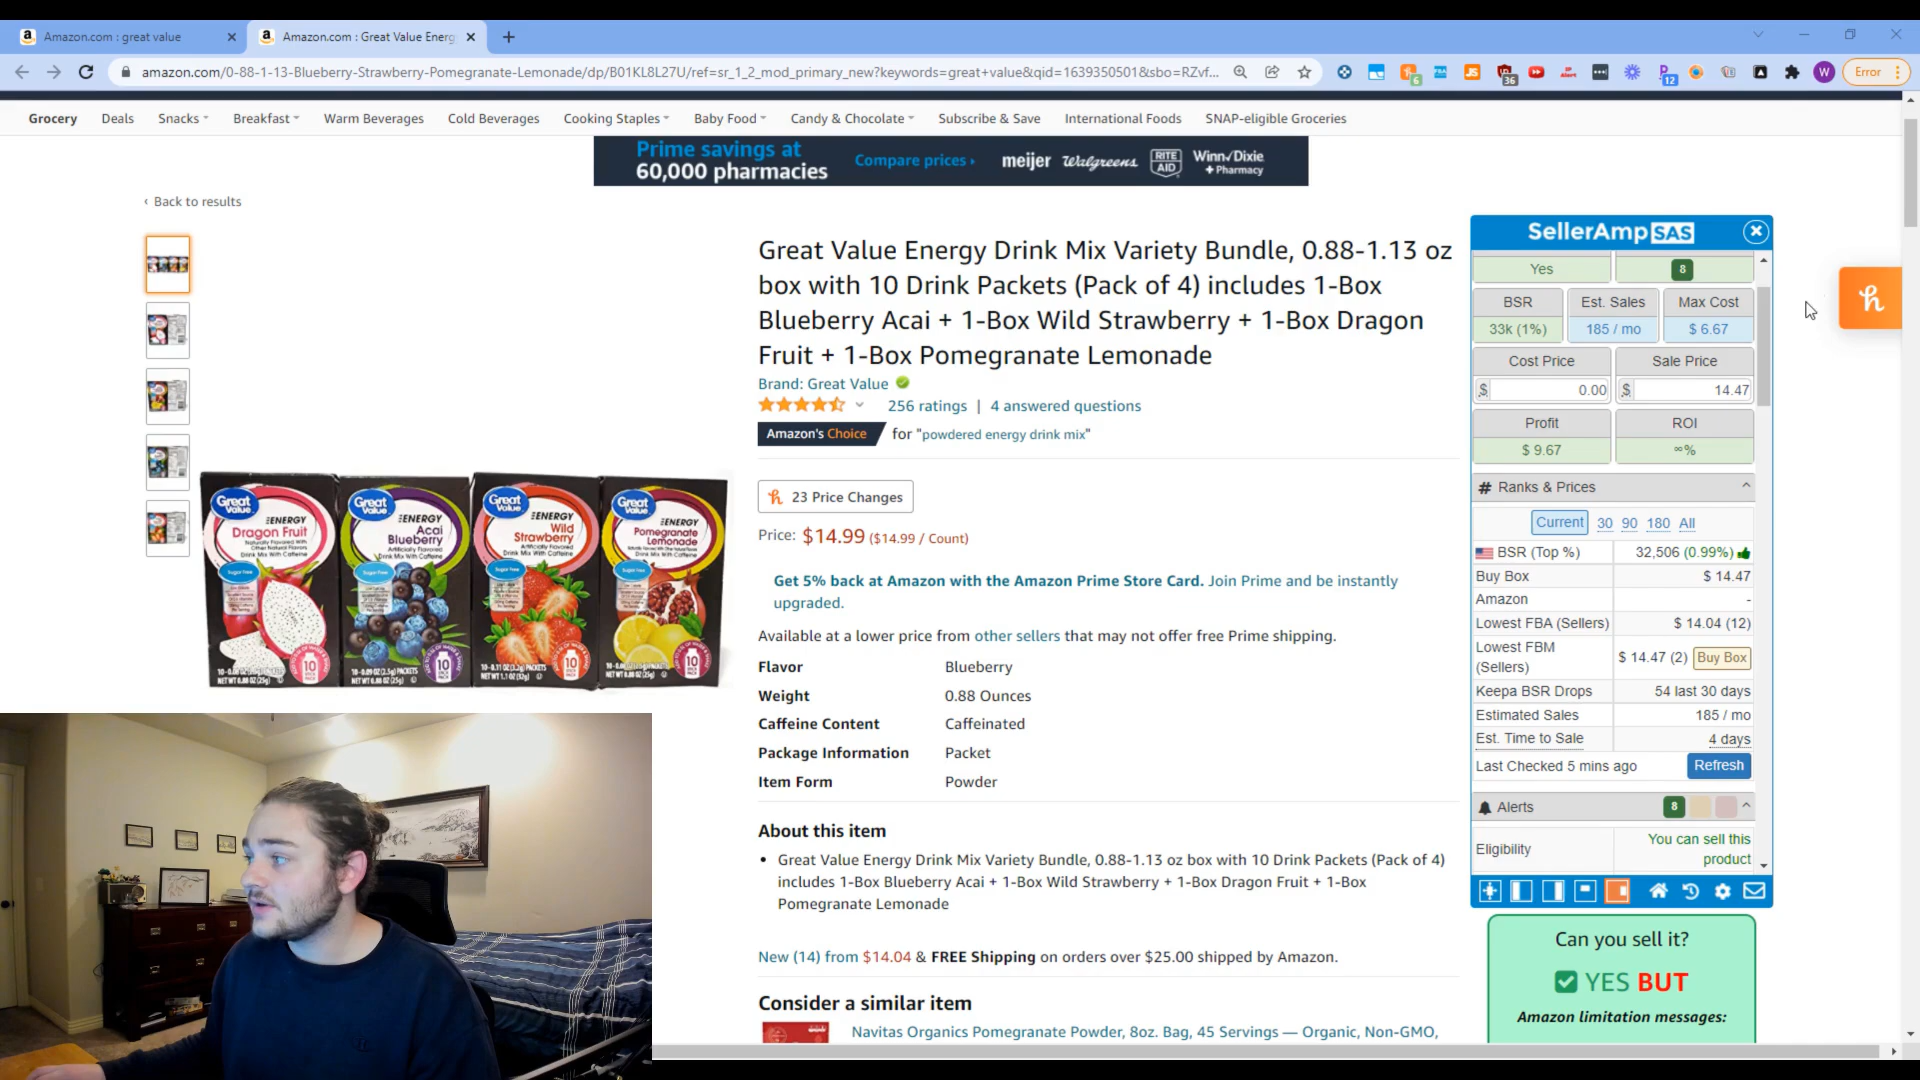 Amazon.com : great value
Amazon.com : Great Value Energ
amazon.com/0-88-1-13-Blueberry-Strawberry-Pomegranate-Lemonade/dp/B01KL8L27U/ref=sr_1_2_mod_primary_new?keywords=great+value&qid=1639350501&sbo=RZvf...
6
36
12
W
Error
Grocery
Deals
Snacks
Breakfast
Warm Beverages
Cold Beverages
Cooking Staples
Baby Food
Candy & Chocolate
Subscribe & Save
International Foods
SNAP-eligible Groceries
Prime savings at
60,000 pharmacies
Compare prices
meijer
Walgreens
RITE AID
Winn✓Dixie
+ Pharmacy
‹ Back to results
Great Value Energy Drink Mix Variety Bundle, 0.88-1.13 oz
box with 10 Drink Packets (Pack of 4) includes 1-Box
Blueberry Acai + 1-Box Wild Strawberry + 1-Box Dragon
Fruit + 1-Box Pomegranate Lemonade
Brand: Great Value
256 ratings | 4 answered questions
Amazon's Choice for "powdered energy drink mix"
23 Price Changes
Price: $14.99 ($14.99 / Count)
Get 5% back at Amazon with the Amazon Prime Store Card. Join Prime and be instantly
upgraded.
Available at a lower price from other sellers that may not offer free Prime shipping.
Flavor Blueberry
Weight 0.88 Ounces
Caffeine Content Caffeinated
Package Information Packet
Item Form Powder
About this item
• Great Value Energy Drink Mix Variety Bundle, 0.88-1.13 oz box with 10 Drink Packets (Pack of 4)
includes 1-Box Blueberry Acai + 1-Box Wild Strawberry + 1-Box Dragon Fruit + 1-Box
Pomegranate Lemonade
New (14) from $14.04 & FREE Shipping on orders over $25.00 shipped by Amazon.
Consider a similar item
Navitas Organics Pomegranate Powder, 8oz. Bag, 45 Servings — Organic, Non-GMO,
Great Value
ENERGY
Dragon Fruit
Sugar Free
10
Great Value
ENERGY
Acai
Blueberry
Sugar Free
10
Great Value
ENERGY
Wild
Strawberry
Sugar Free
10
Great Value
ENERGY
Pomegranate
Lemonade
Sugar Free
10
SellerAmp SAS
Yes
8
BSR
Est. Sales
Max Cost
33k (1%)
185 / mo
$ 6.67
Cost Price
Sale Price
$ 0.00
$ 14.47
Profit
ROI
$ 9.67
∞%
# Ranks & Prices
Current 30 90 180 All
BSR (Top %) 32,506 (0.99%)
Buy Box $ 14.47
Amazon -
Lowest FBA (Sellers) $ 14.04 (12)
Lowest FBM
(Sellers)
$ 14.47 (2) Buy Box
Keepa BSR Drops 54 last 30 days
Estimated Sales 185 / mo
Est. Time to Sale 4 days
Last Checked 5 mins ago Refresh
Alerts 8
Eligibility
You can sell this
product
Can you sell it?
YES BUT
Amazon limitation messages: